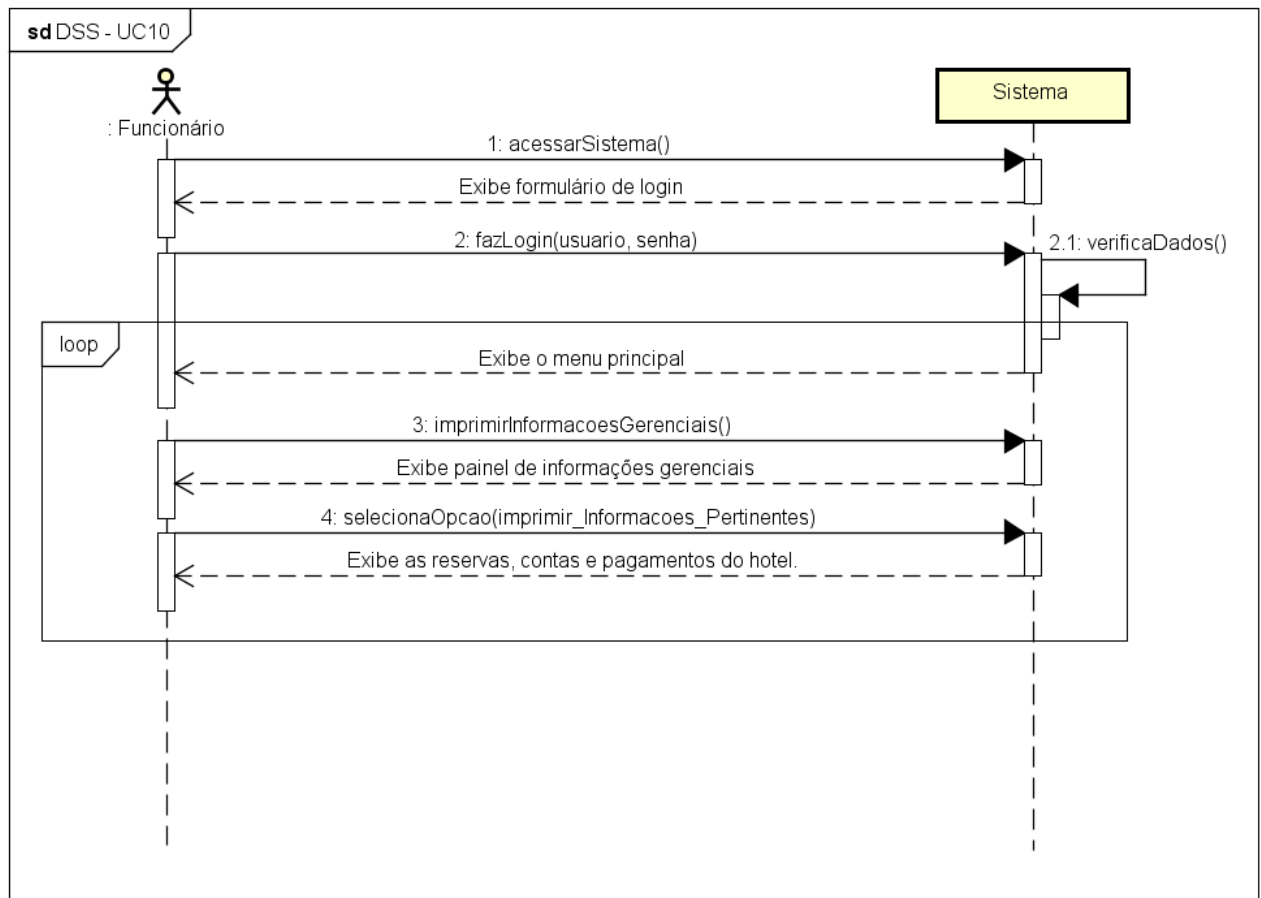 sd DSS - UC10
: Funcionário
Sistema
1: acessarSistema()
Exibe formulário de login
2: fazLogin(usuario, senha)
2.1: verificaDados()
loop
Exibe o menu principal
3: imprimirInformacoesGerenciais()
Exibe painel de informações gerenciais
4: selecionaOpcao(imprimir_Informacoes_Pertinentes)
Exibe as reservas, contas e pagamentos do hotel.